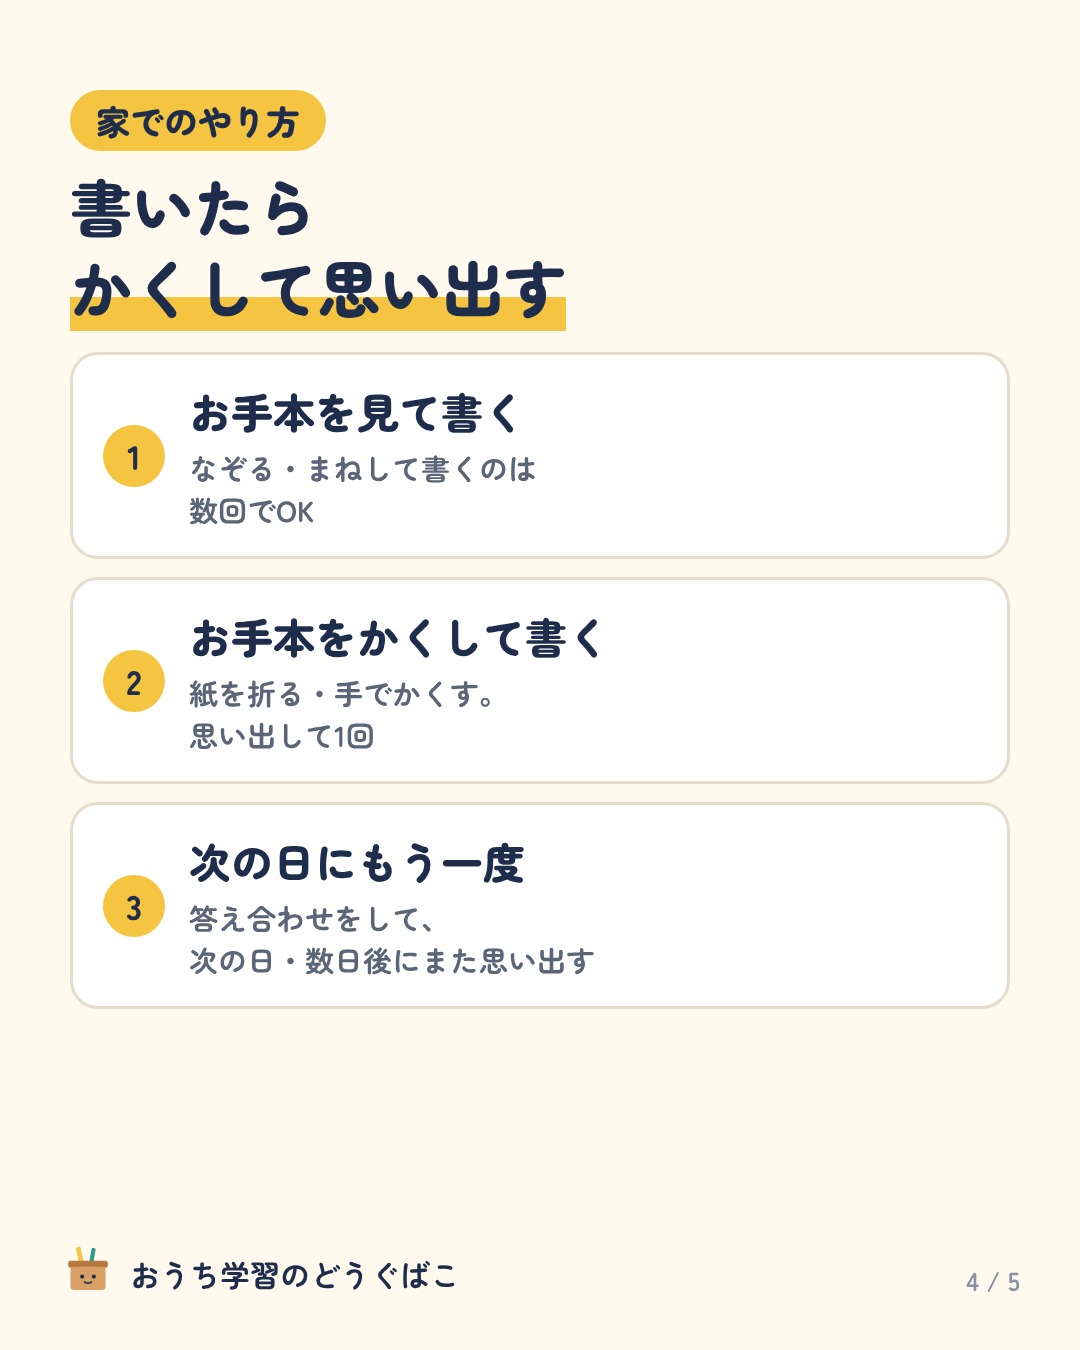 家でのやり方
書いたら
かくして思い出す
1
お手本を見て書く
なぞる・まねして書くのは
数回でOK
2
お手本をかくして書く
紙を折る・手でかくす。
思い出して1回
3
次の日にもう一度
答え合わせをして、
次の日・数日後にまた思い出す
おうち学習のどうぐばこ
4 / 5